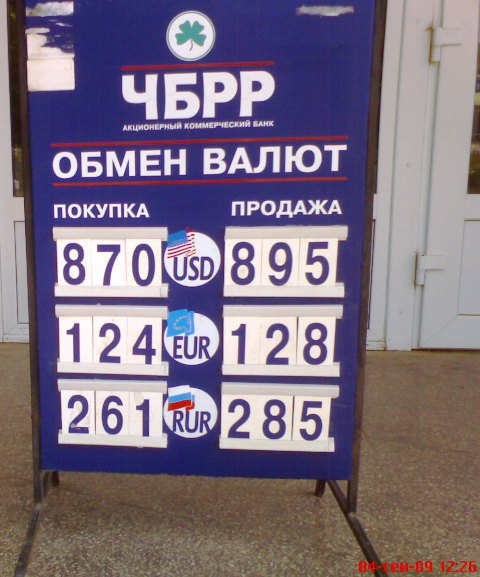 ЧБРР
АКЦИОНЕРНЫЙ КОММЕРЧЕСКИЙ БАНК
ОБМЕН ВАЛЮТ
ПОКУПКА ПРОДАЖА
870 USD 895
124 EUR 128
261 RUR 285
04-сен-09 12:26